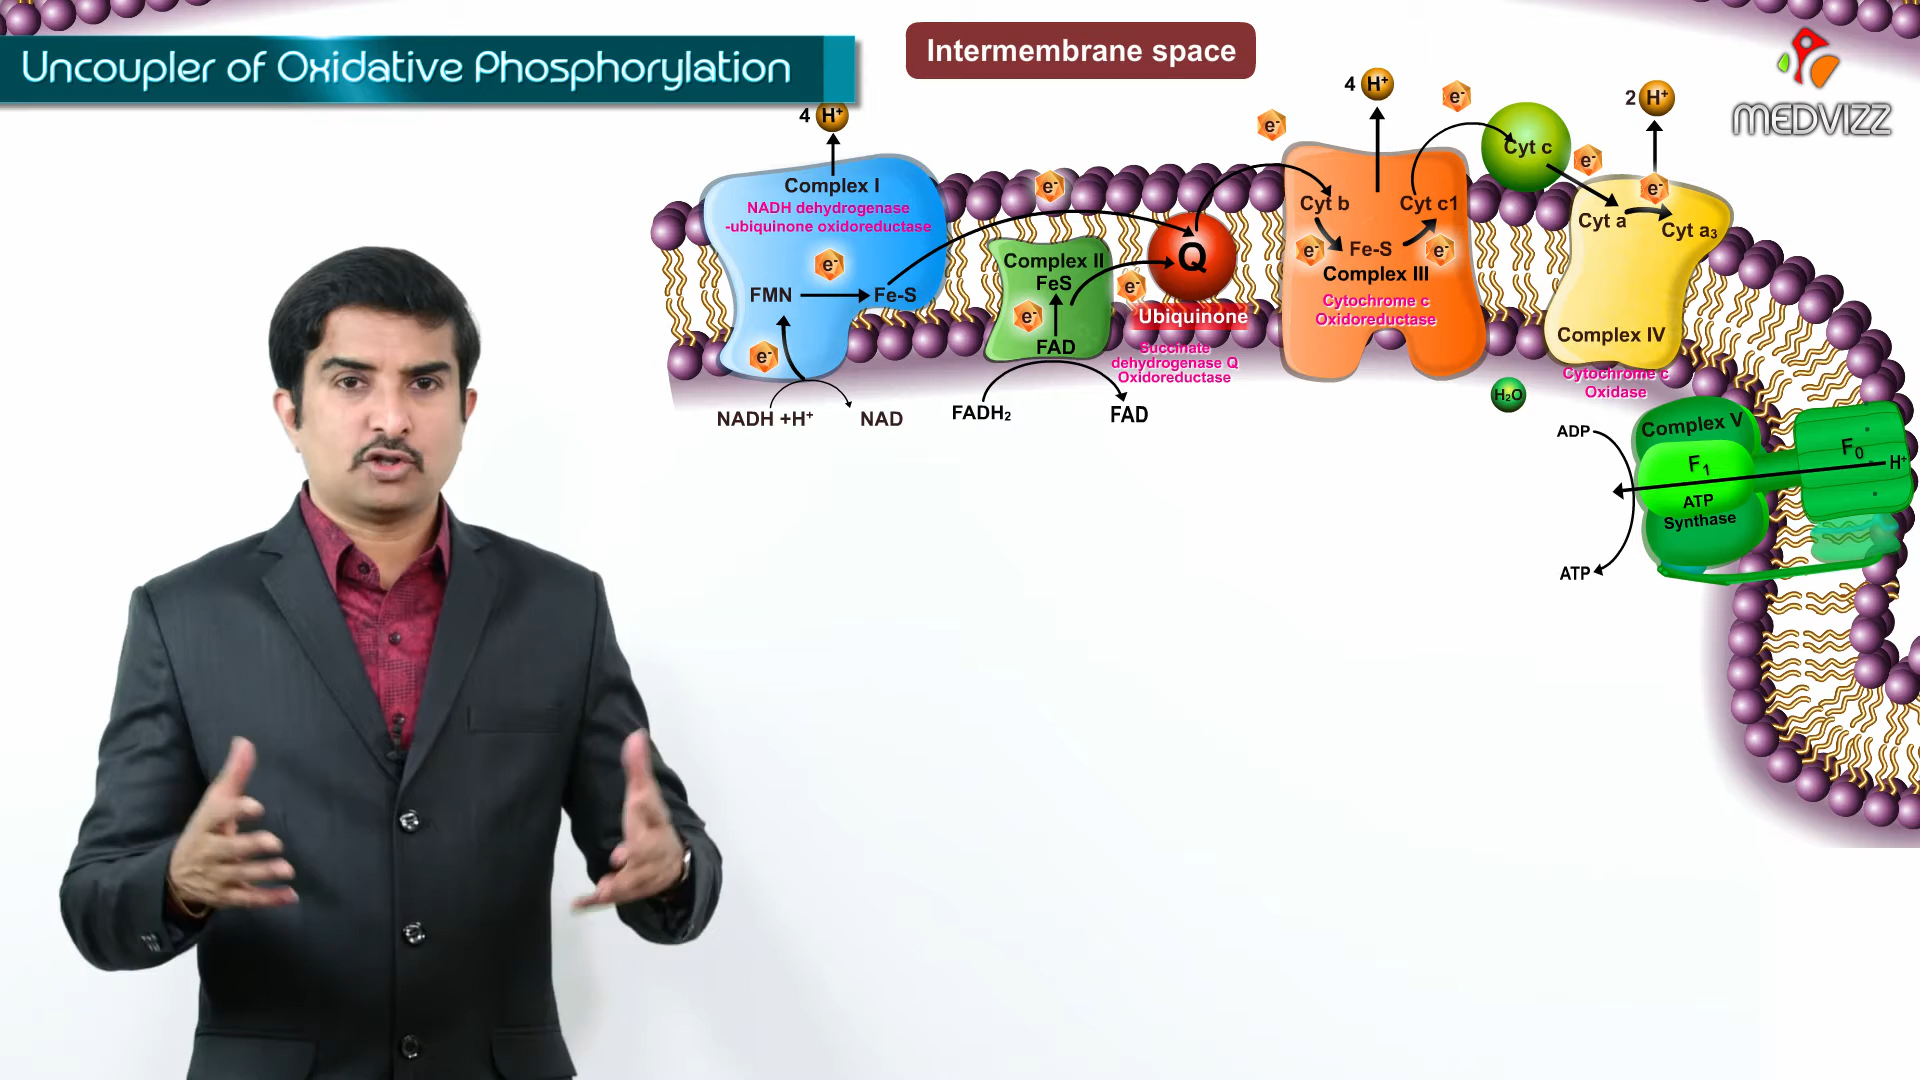 Uncoupler of Oxidative Phosphorylation
Intermembrane space
MEDVIZZ
4 H⁺
4 H⁺
2 H⁺
e⁻
e⁻
e⁻
e⁻
e⁻
Cyt c
Complex I
NADH dehydrogenase
-ubiquinone oxidoreductase
e⁻
FMN
Fe-S
e⁻
NADH +H⁺
NAD
Complex II
FeS
e⁻
FAD
FADH₂
FAD
Q
e⁻
Ubiquinone
Succinate
dehydrogenase Q
Oxidoreductase
Cyt b
Cyt c1
e⁻
Fe-S
e⁻
Complex III
Cytochrome c
Oxidoreductase
Cyt a
Cyt a₃
Complex IV
Cytochrome c
Oxidase
H₂O
ADP
ATP
Complex V
F₁
ATP
Synthase
F₀
H⁺